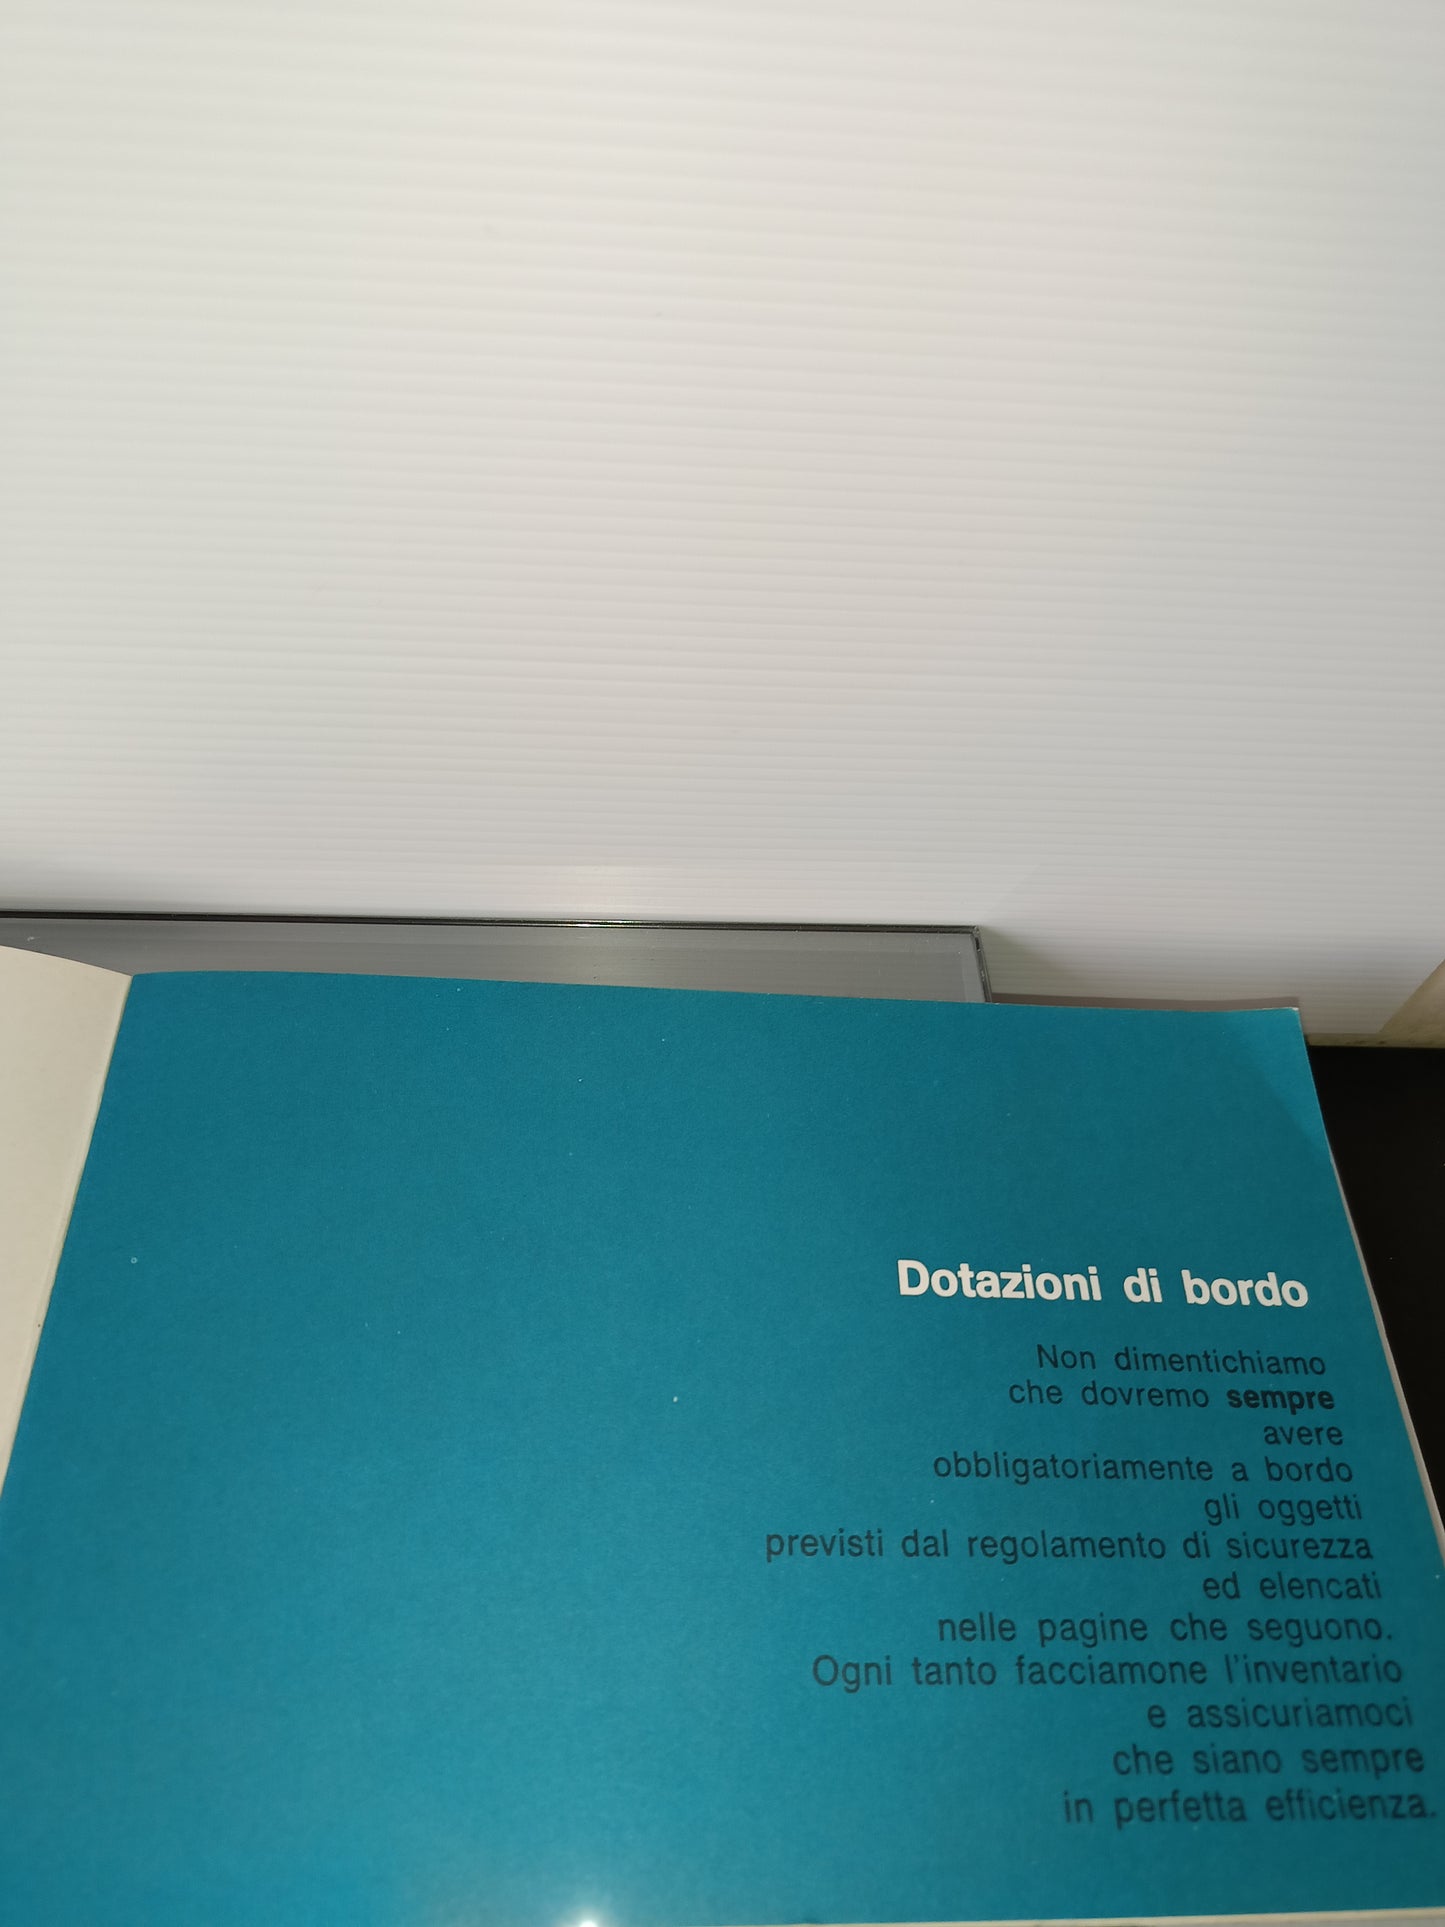 Dotazioni di bordo
Non dimentichiamo
che dovremo sempre
avere
obbligatoriamente a bordo
gli oggetti
previsti dal regolamento di sicurezza
ed elencati
nelle pagine che seguono.
Ogni tanto facciamone l'inventario
e assicuriamoci
che siano sempre
in perfetta efficienza.